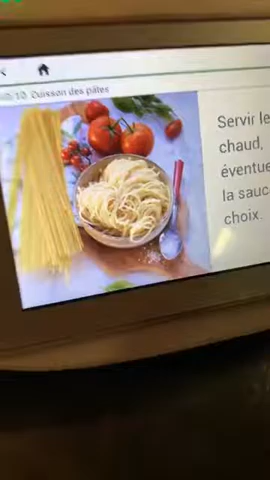 10. Cuisson des pâtes
Servir le
chaud,
éventue
la sauc
choix.